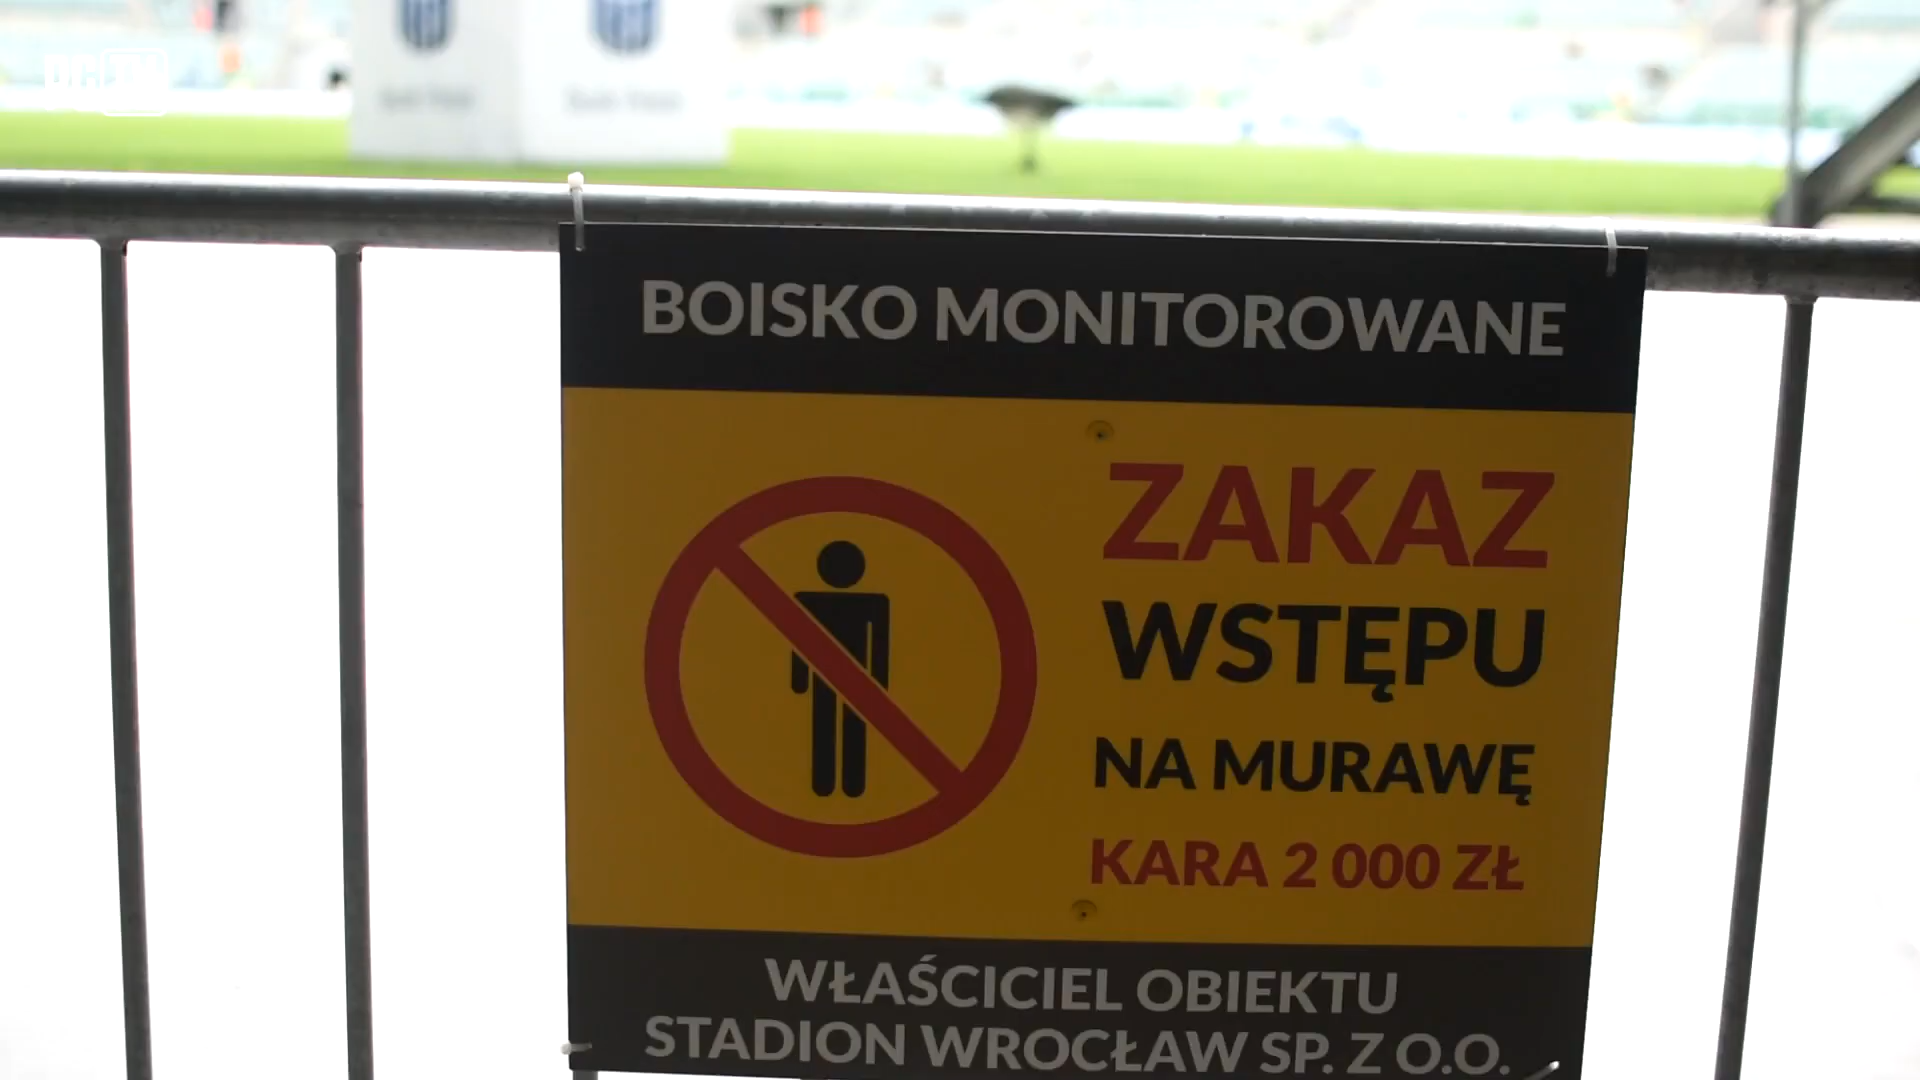 BOISKO MONITOROWANE
ZAKAZ
WSTĘPU
NA MURAWĘ
KARA 2 000 ZŁ
WŁAŚCICIEL OBIEKTU
STADION WROCŁAW SP. Z O.O.